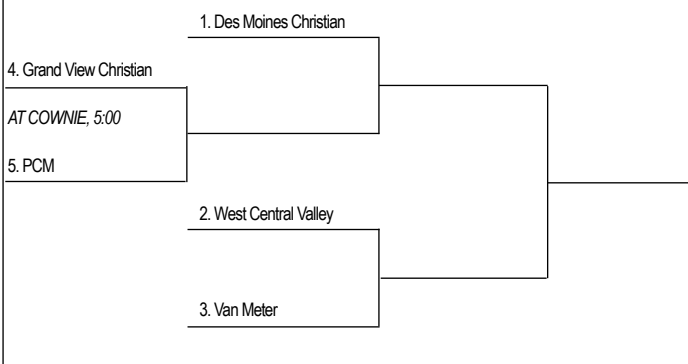 1. Des Moines Christian
4. Grand View Christian
AT COWNIE, 5:00
5. PCM
2. West Central Valley
3. Van Meter